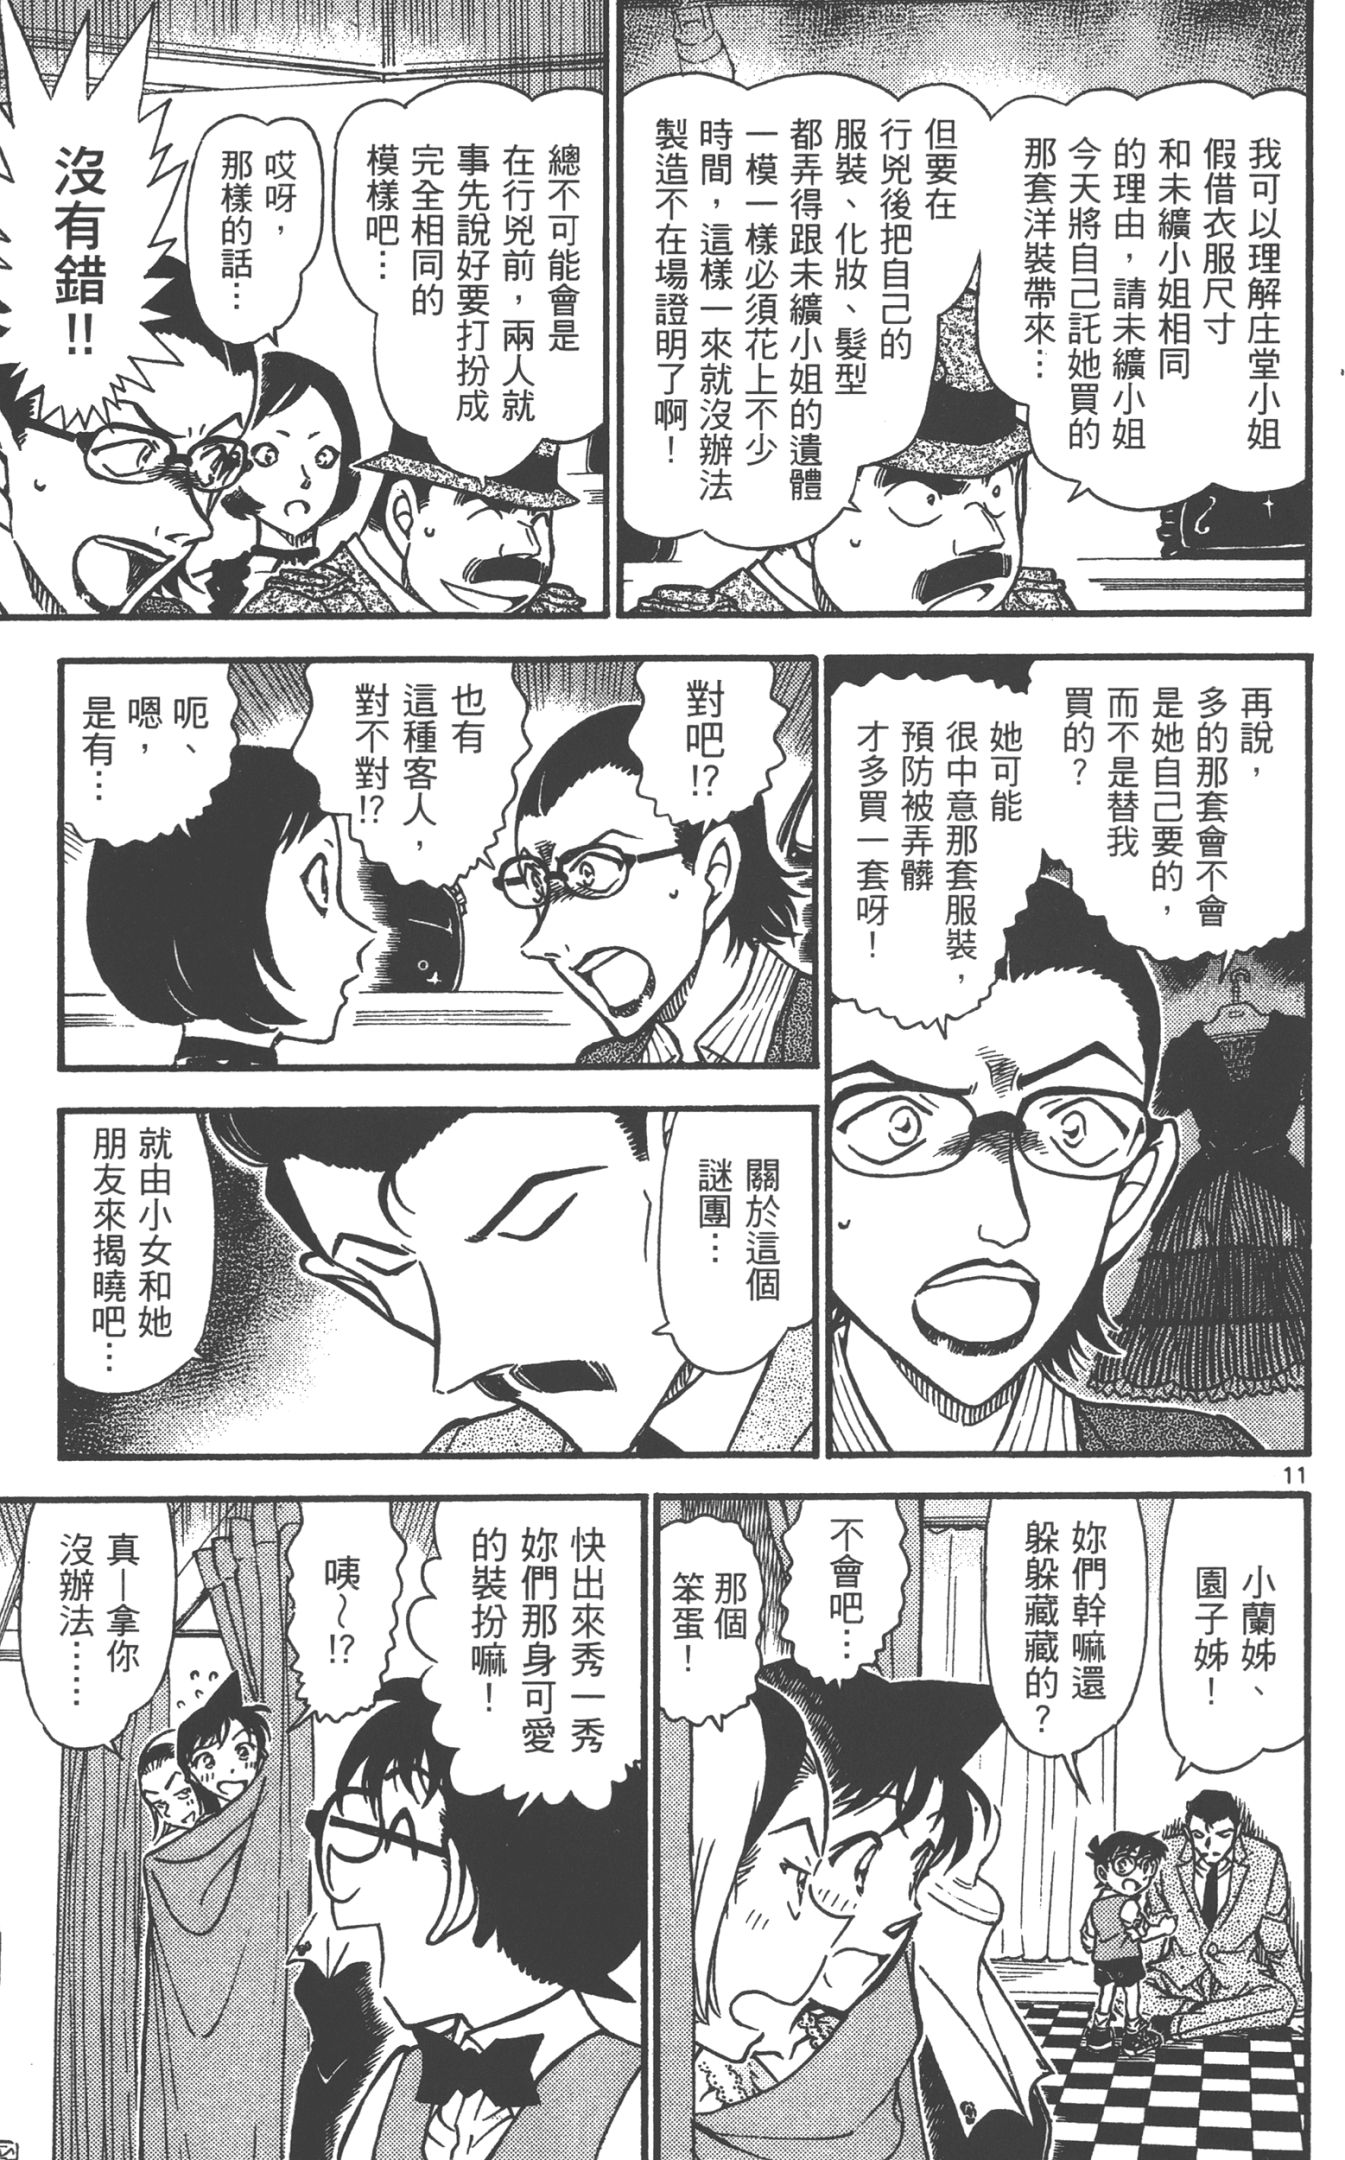 我可以理解庄堂小姐
假借衣服尺寸
和未纊小姐相同
的理由，請未纊小姐
今天將自己託她買的
那套洋裝帶來…
但要在
行兇後把自己的
服裝、化妝、髮型
都弄得跟未纊小姐的遺體
一模一樣必須花上不少
時間，這樣一來就沒辦法
製造不在場證明了啊！
總不可能會是
在行兇前，兩人就
事先說好要打扮成
完全相同的
模樣吧…
哎呀，
那樣的話…
沒有錯!!
再說，
多的那套會不會
是她自己要的，
而不是替我
買的？
她可能
很中意那套服裝，
預防被弄髒
才多買一套呀！
對吧!?
也有
這種客人，
對不對!?
呃、
嗯，
是有…
關於這個
謎團…
就由小女和她
朋友來揭曉吧…
11
小蘭姊、
園子姊！
妳們幹嘛還
躲躲藏藏的？
不會吧…
那個
笨蛋！
快出來秀一秀
妳們那身可愛
的裝扮嘛！
咦～!?
真—拿你
沒辦法……